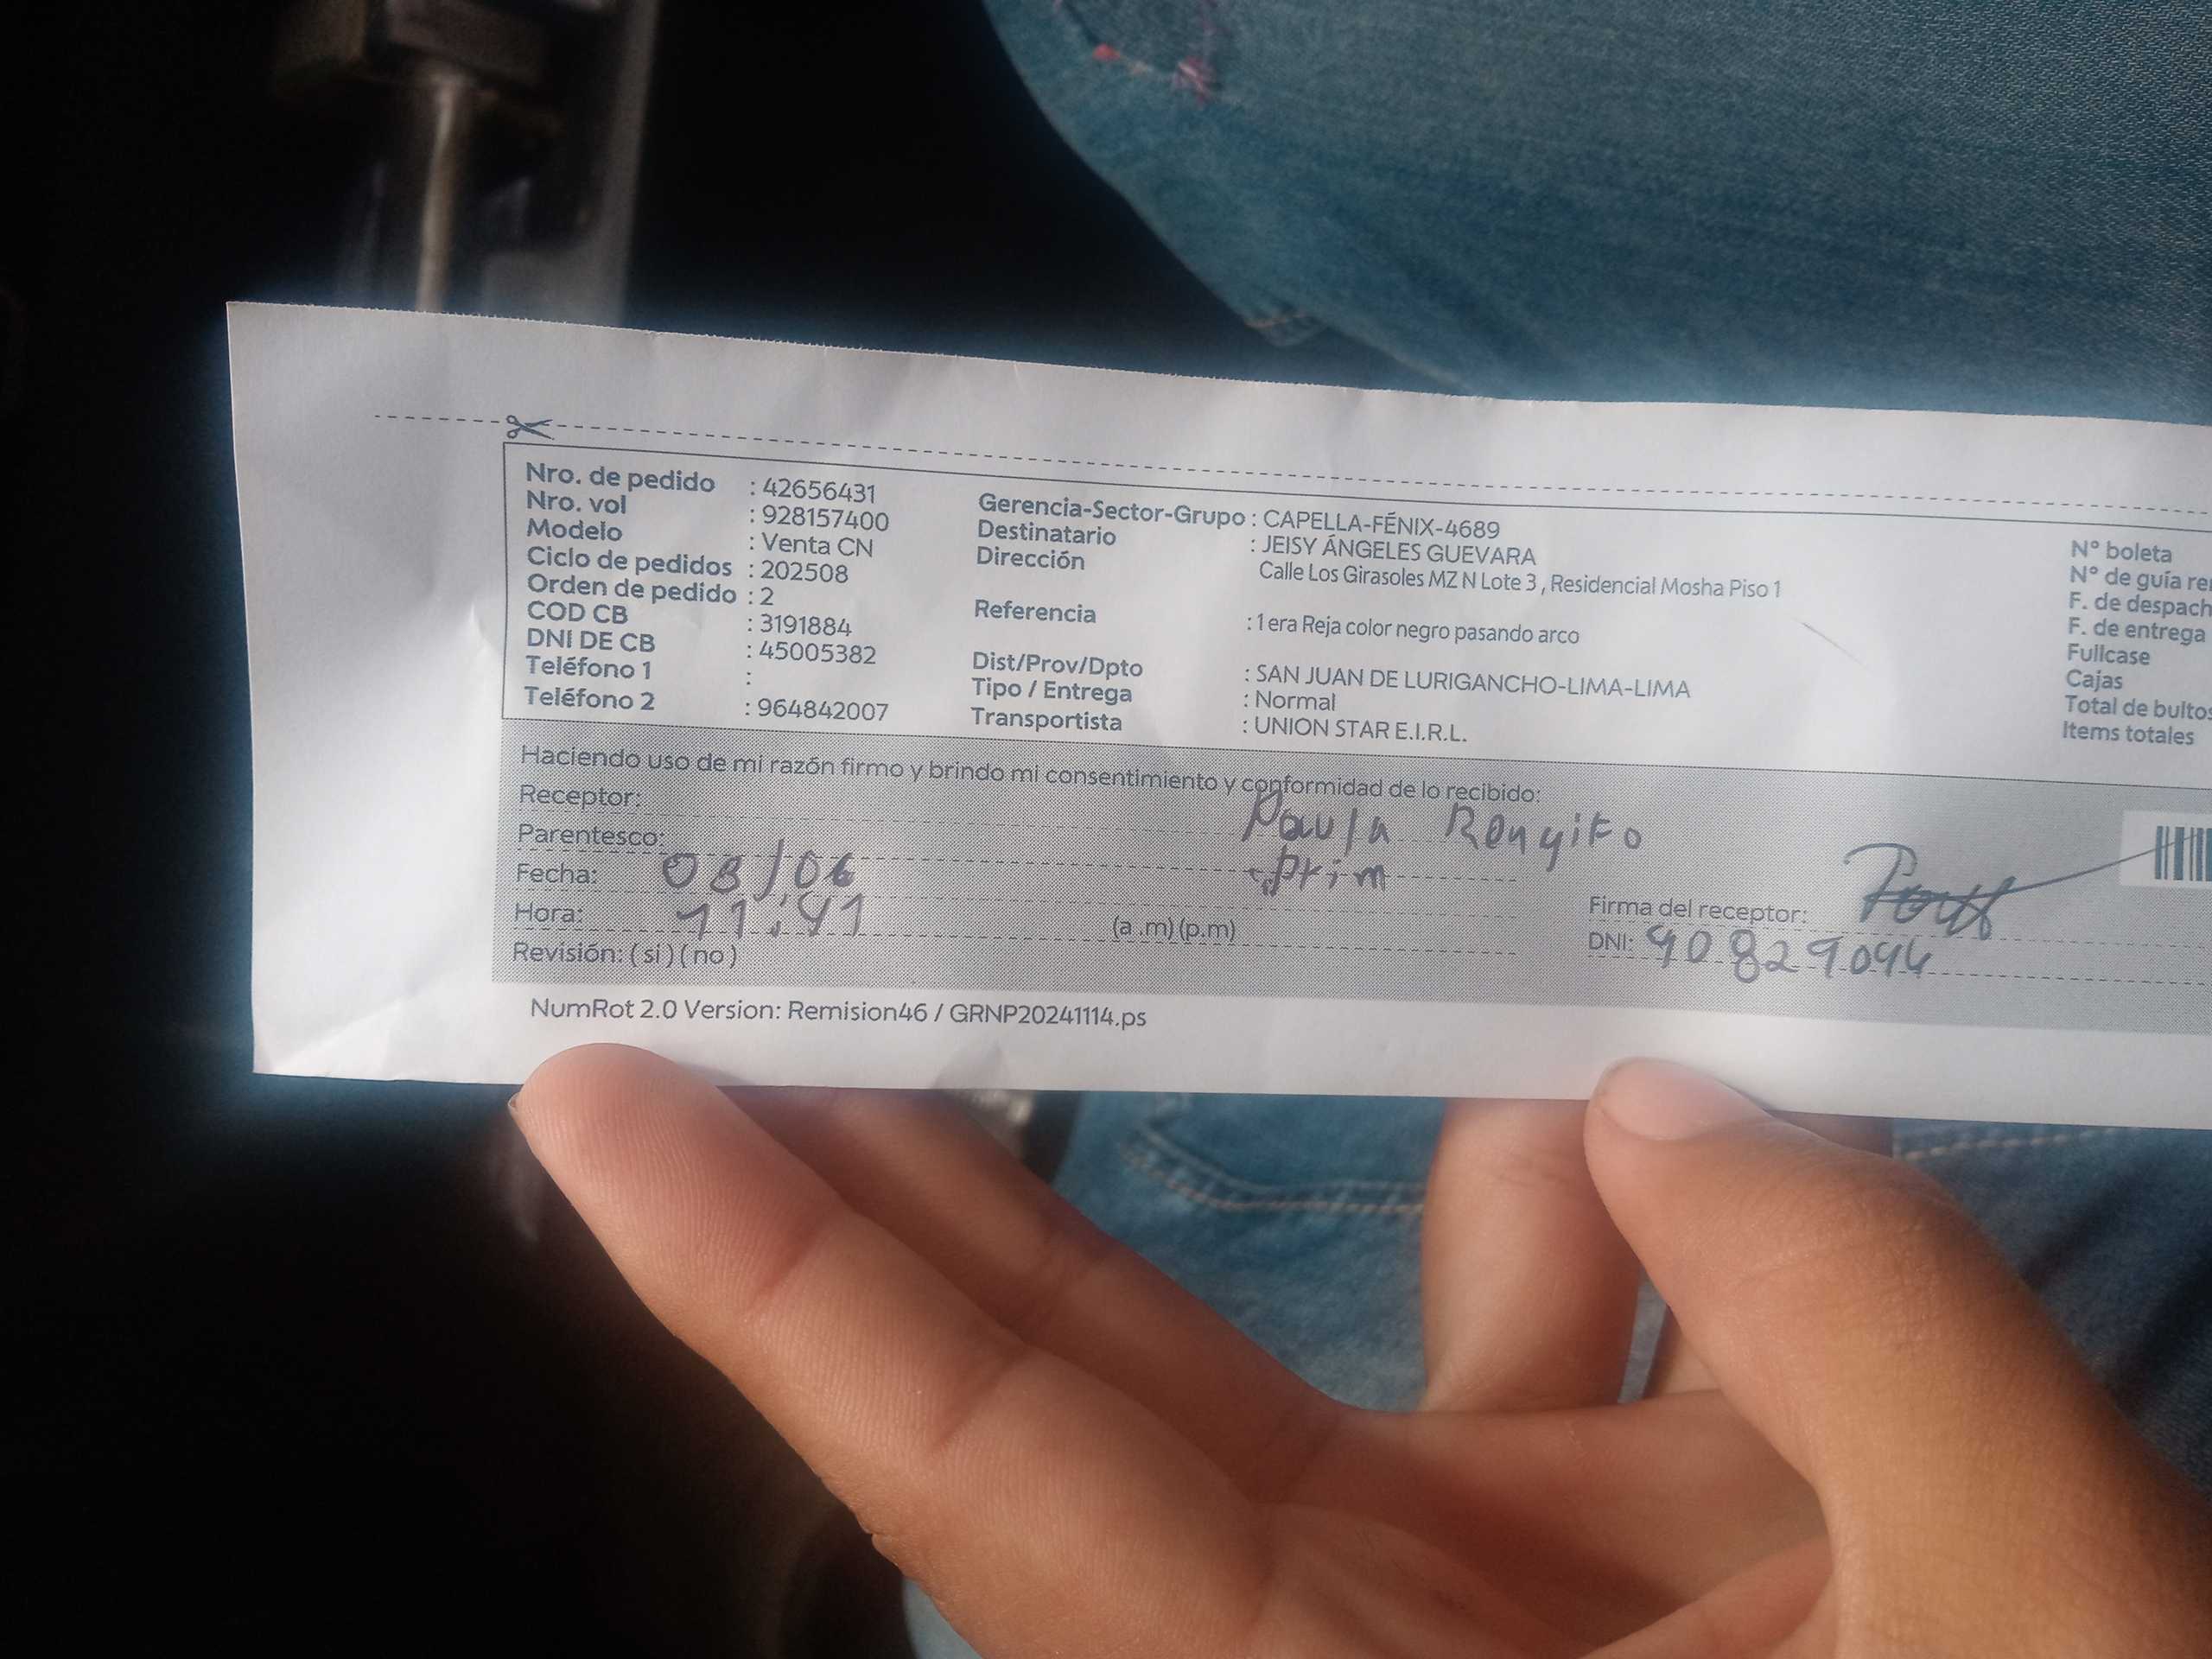 Nro. de pedido : 42656431
Nro. vol : 928157400
Modelo : Venta CN
Ciclo de pedidos : 202508
Orden de pedido : 2
COD CB : 3191884
DNI DE CB : 45005382
Teléfono 1 :
Teléfono 2 : 964842007
Gerencia-Sector-Grupo : CAPELLA-FÉNIX-4689
Destinatario : JEISY ÁNGELES GUEVARA
Dirección Calle Los Girasoles MZ N Lote 3 , Residencial Mosha Piso 1
Referencia : 1 era Reja color negro pasando arco
Dist/Prov/Dpto : SAN JUAN DE LURIGANCHO-LIMA-LIMA
Tipo / Entrega : Normal
Transportista : UNION STAR E.I.R.L.
N° boleta
N° de guía
F. de
F. de entrega
Fullcase
Cajas
Total de
Items totales
Haciendo uso de mi razón firmo y brindo mi consentimiento y conformidad de lo recibido:
Receptor: Paula
Parentesco:
Fecha: 08/06
Hora: 11:41 (a .m) (p.m)
Revisión: ( si ) ( no )
Firma del receptor:
DNI:
NumRot 2.0 Version: Remision46 / GRNP20241114.ps